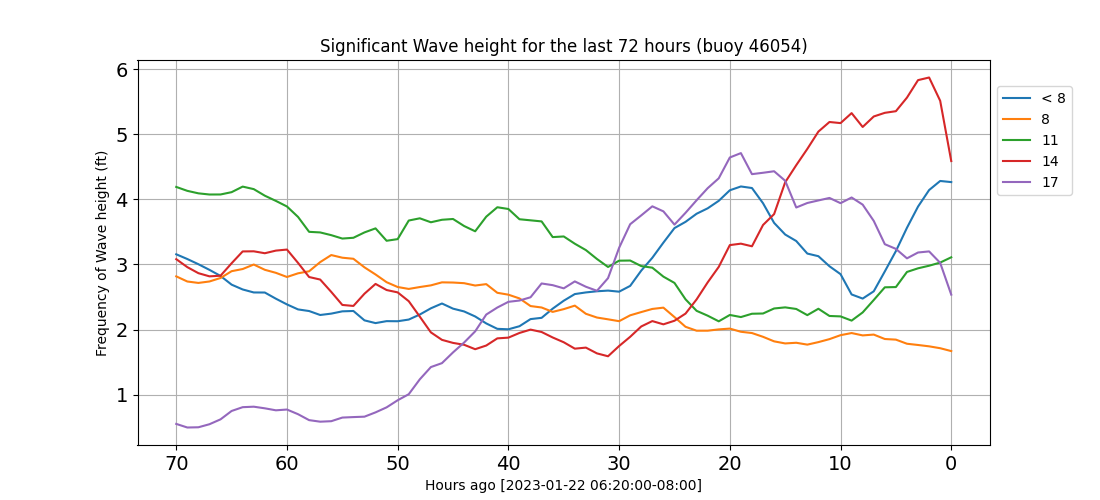 Significant Wave height for the last 72 hours (buoy 46054)
Frequency of Wave height (ft)
6
5
4
3
2
1
70 60 50 40 30 20 10 0
Hours ago [2023-01-22 06:20:00-08:00]
< 8
8
11
14
17